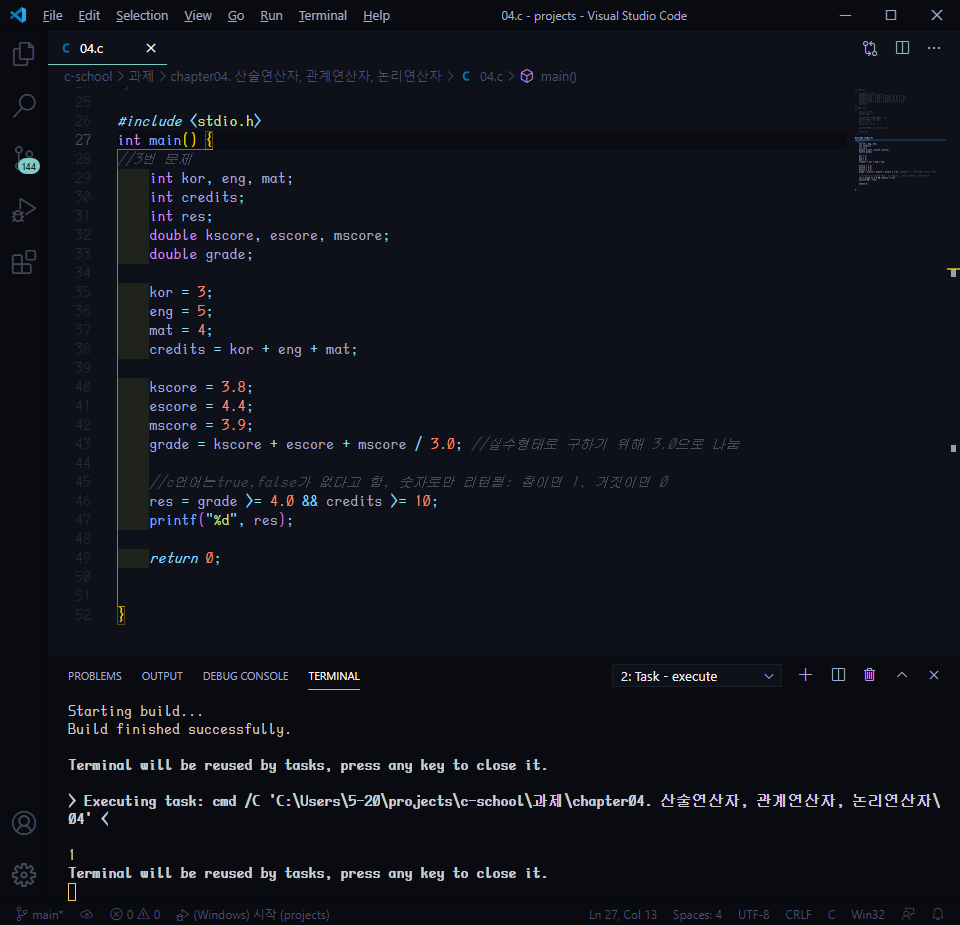 File Edit Selection View Go Run Terminal Help 04.c - projects - Visual Studio Code
C 04.c
c-school > 과제 > chapter04. 산술연산자, 관계연산자, 논리연산자 > C 04.c > main()
25
26 #include <stdio.h>
27 int main() {
28 //3번 문제
29 int kor, eng, mat;
30 int credits;
31 int res;
32 double kscore, escore, mscore;
33 double grade;
34
35 kor = 3;
36 eng = 5;
37 mat = 4;
38 credits = kor + eng + mat;
39
40 kscore = 3.8;
41 escore = 4.4;
42 mscore = 3.9;
43 grade = kscore + escore + mscore / 3.0; //실수형태로 구하기 위해 3.0으로 나눔
44
45 //c언어는true,false가 없다고 함, 숫자로만 리턴됨: 참이면 1, 거짓이면 0
46 res = grade >= 4.0 && credits >= 10;
47 printf("%d", res);
48
49 return 0;
50
51
52 }
144
PROBLEMS OUTPUT DEBUG CONSOLE TERMINAL 2: Task - execute
Starting build...
Build finished successfully.
Terminal will be reused by tasks, press any key to close it.
> Executing task: cmd /C 'C:\Users\5-20\projects\c-school\과제\chapter04. 산술연산자, 관계연산자, 논리연산자\
04' <
1
Terminal will be reused by tasks, press any key to close it.
main* 0 0 (Windows) 시작 (projects) Ln 27, Col 13 Spaces: 4 UTF-8 CRLF C Win32